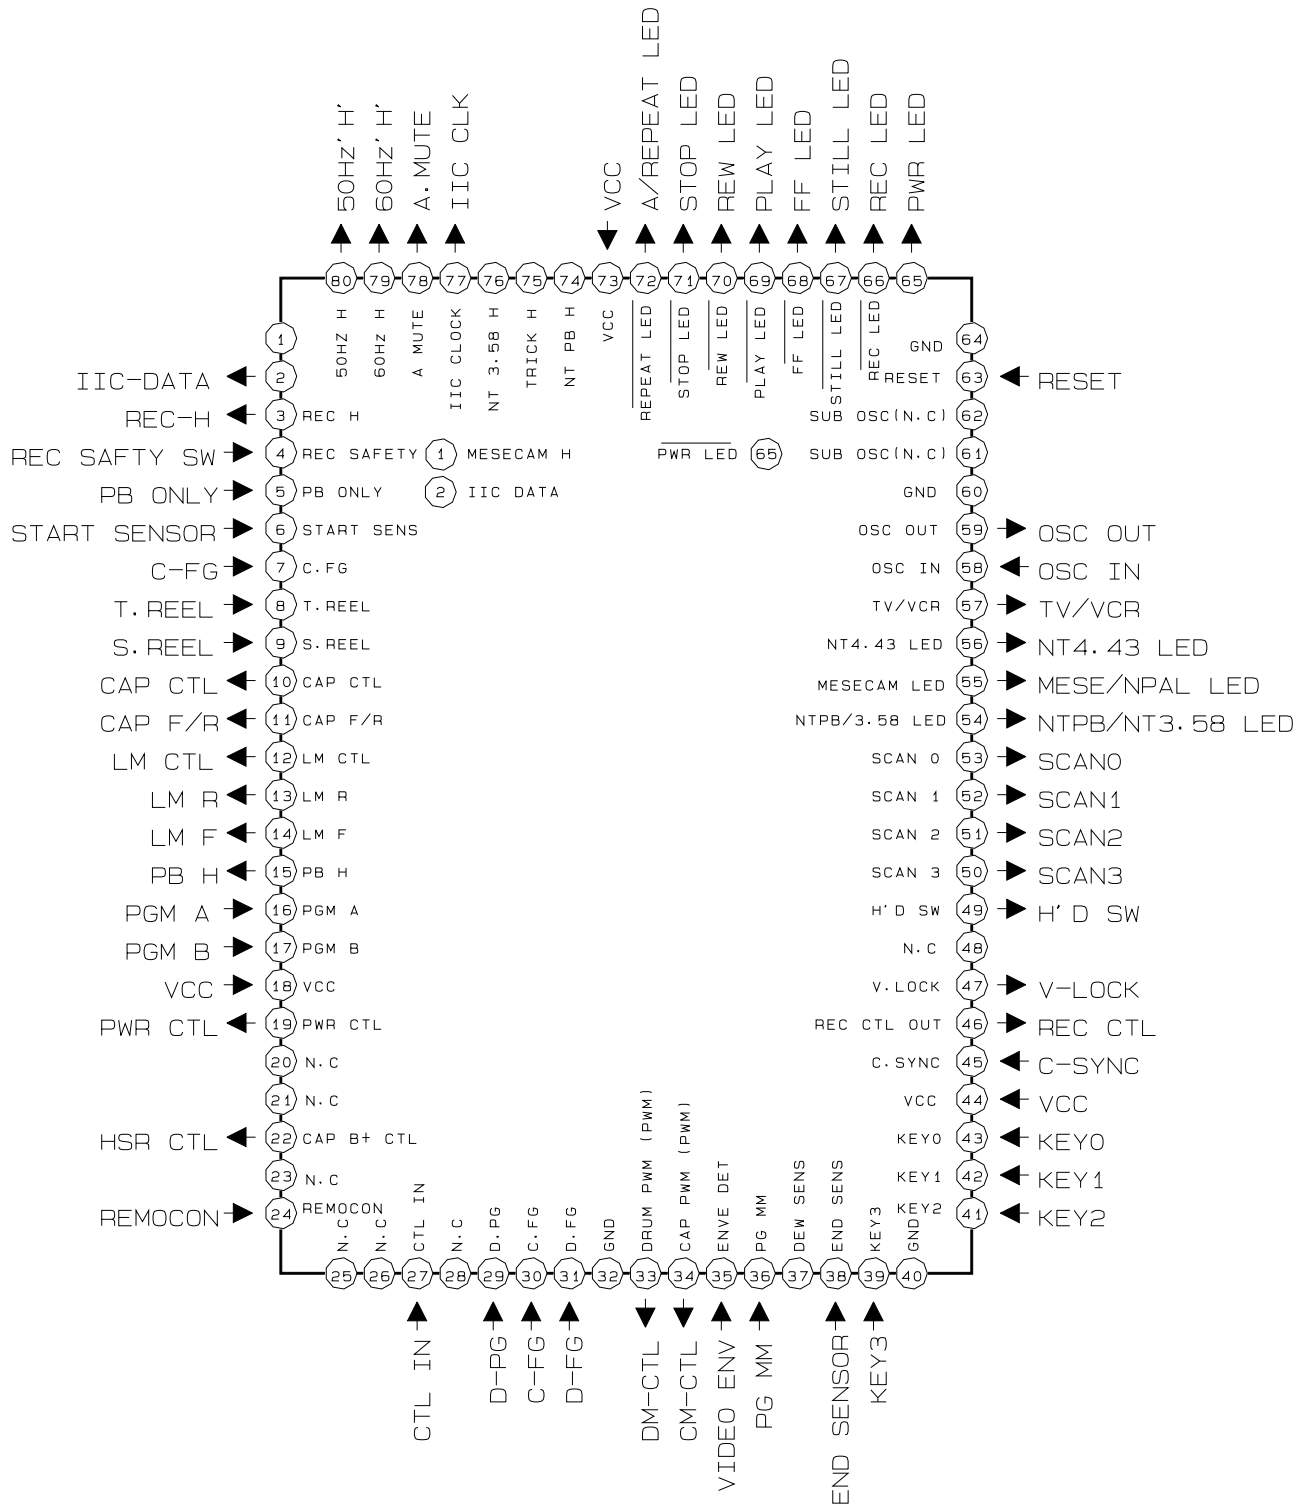 50HZ' H'
60HZ' H'
A.MUTE
IIC CLK
VCC
A/REPEAT LED
STOP LED
REW LED
PLAY LED
FF LED
STILL LED
REC LED
PWR LED
80
79
78
77
76
75
74
73
72
71
70
69
68
67
66
65
50HZ H
60HZ H
A MUTE
IIC CLOCK
NT 3.58 H
TRICK H
NT PB H
VCC
REPEAT LED
STOP LED
REW LED
PLAY LED
FF LED
STILL LED
REC LED
1
GND 64
IIC-DATA 2
RESET 63 RESET
REC-H 3 REC H
SUB OSC(N.C) 62
REC SAFTY SW 4 REC SAFETY 1 MESECAM H
PWR LED 65 SUB OSC(N.C) 61
PB ONLY 5 PB ONLY 2 IIC DATA
GND 60
START SENSOR 6 START SENS
OSC OUT 59 OSC OUT
C-FG 7 C.FG
OSC IN 58 OSC IN
T.REEL 8 T.REEL
TV/VCR 57 TV/VCR
S.REEL 9 S.REEL
NT4.43 LED 56 NT4.43 LED
CAP CTL 10 CAP CTL
MESECAM LED 55 MESE/NPAL LED
CAP F/R 11 CAP F/R
NTPB/3.58 LED 54 NTPB/NT3.58 LED
LM CTL 12 LM CTL
SCAN 0 53 SCAN0
LM R 13 LM R
SCAN 1 52 SCAN1
LM F 14 LM F
SCAN 2 51 SCAN2
PB H 15 PB H
SCAN 3 50 SCAN3
PGM A 16 PGM A
H'D SW 49 H'D SW
PGM B 17 PGM B
N.C 48
VCC 18 VCC
V.LOCK 47 V-LOCK
PWR CTL 19 PWR CTL
REC CTL OUT 46 REC CTL
20 N.C
C.SYNC 45 C-SYNC
21 N.C
VCC 44 VCC
HSR CTL 22 CAP B+ CTL
KEY0 43 KEY0
23 N.C
KEY1 42 KEY1
REMOCON 24 REMOCON
KEY2 41 KEY2
N.C
N.C
CTL IN
N.C
D.PG
C.FG
D.FG
GND
DRUM PWM (PWM)
CAP PWM (PWM)
ENVE DET
PG MM
DEW SENS
END SENS
KEY3
GND
25
26
27
28
29
30
31
32
33
34
35
36
37
38
39
40
CTL IN
D-PG
C-FG
D-FG
DM-CTL
CM-CTL
VIDEO ENV
PG MM
END SENSOR
KEY3